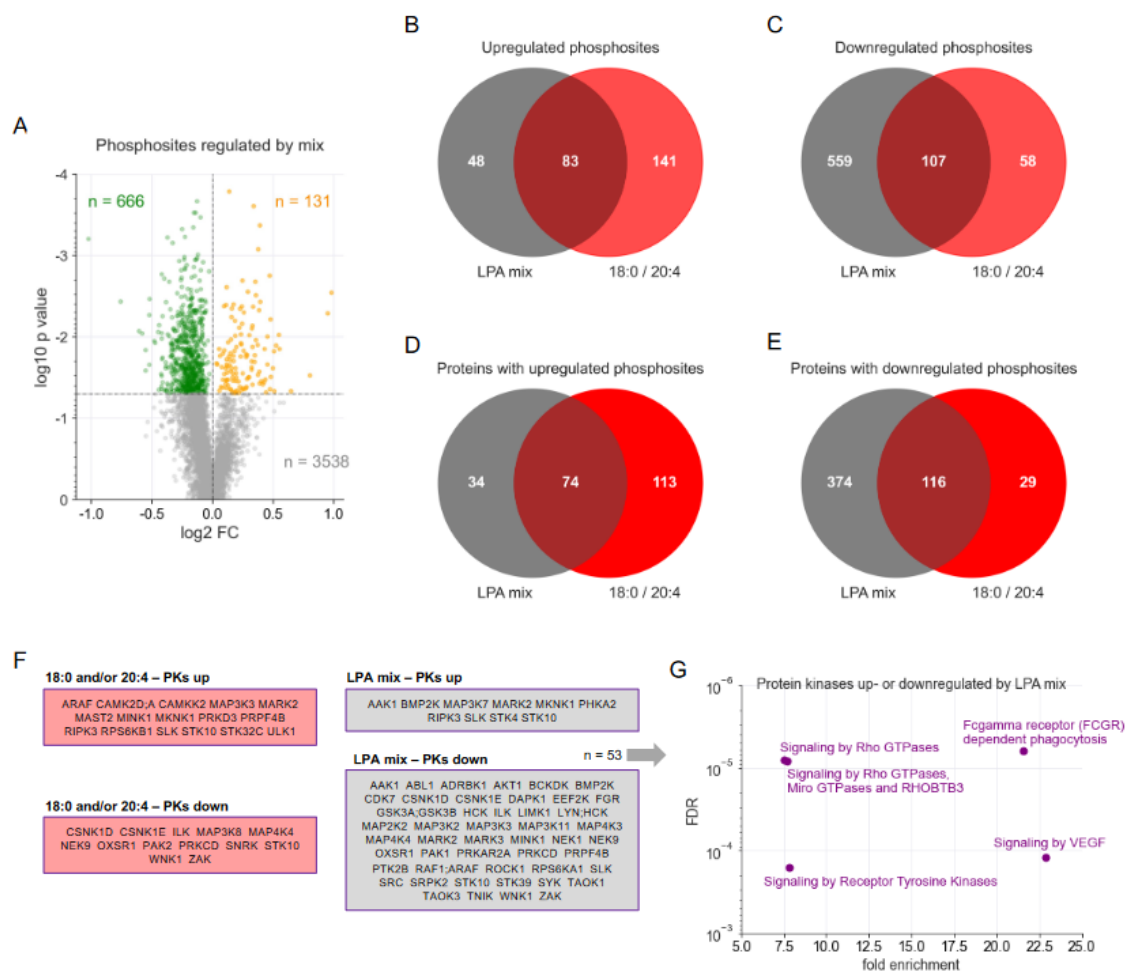 A
Phosphosites regulated by mix
n = 666
n = 131
n = 3538
-4
-3
-2
-1
0
log10 p value
-1.0 -0.5 0.0 0.5 1.0
log2 FC
B
Upregulated phosphosites
48 83 141
LPA mix 18:0 / 20:4
C
Downregulated phosphosites
559 107 58
LPA mix 18:0 / 20:4
D
Proteins with upregulated phosphosites
34 74 113
LPA mix 18:0 / 20:4
E
Proteins with downregulated phosphosites
374 116 29
LPA mix 18:0 / 20:4
F
18:0 and/or 20:4 – PKs up
ARAF CAMK2D;A CAMKK2 MAP3K3 MARK2
MAST2 MINK1 MKNK1 PRKD3 PRPF4B
RIPK3 RPS6KB1 SLK STK10 STK32C ULK1
18:0 and/or 20:4 – PKs down
CSNK1D CSNK1E ILK MAP3K8 MAP4K4
NEK9 OXSR1 PAK2 PRKCD SNRK STK10
WNK1 ZAK
LPA mix – PKs up
AAK1 BMP2K MAP3K7 MARK2 MKNK1 PHKA2
RIPK3 SLK STK4 STK10
LPA mix – PKs down
n = 53
AAK1 ABL1 ADRBK1 AKT1 BCKDK BMP2K
CDK7 CSNK1D CSNK1E DAPK1 EEF2K FGR
GSK3A;GSK3B HCK ILK LIMK1 LYN;HCK
MAP2K2 MAP3K2 MAP3K3 MAP3K11 MAP4K3
MAP4K4 MARK2 MARK3 MINK1 NEK1 NEK9
OXSR1 PAK1 PRKAR2A PRKCD PRPF4B
PTK2B RAF1;ARAF ROCK1 RPS6KA1 SLK
SRC SRPK2 STK10 STK39 SYK TAOK1
TAOK3 TNIK WNK1 ZAK
G
Protein kinases up- or downregulated by LPA mix
Fcgamma receptor (FCGR)
dependent phagocytosis
Signaling by Rho GTPases
Signaling by Rho GTPases,
Miro GTPases and RHOBTB3
Signaling by VEGF
Signaling by Receptor Tyrosine Kinases
10⁻⁶
10⁻⁵
10⁻⁴
10⁻³
FDR
5.0 7.5 10.0 12.5 15.0 17.5 20.0 22.5 25.0
fold enrichment